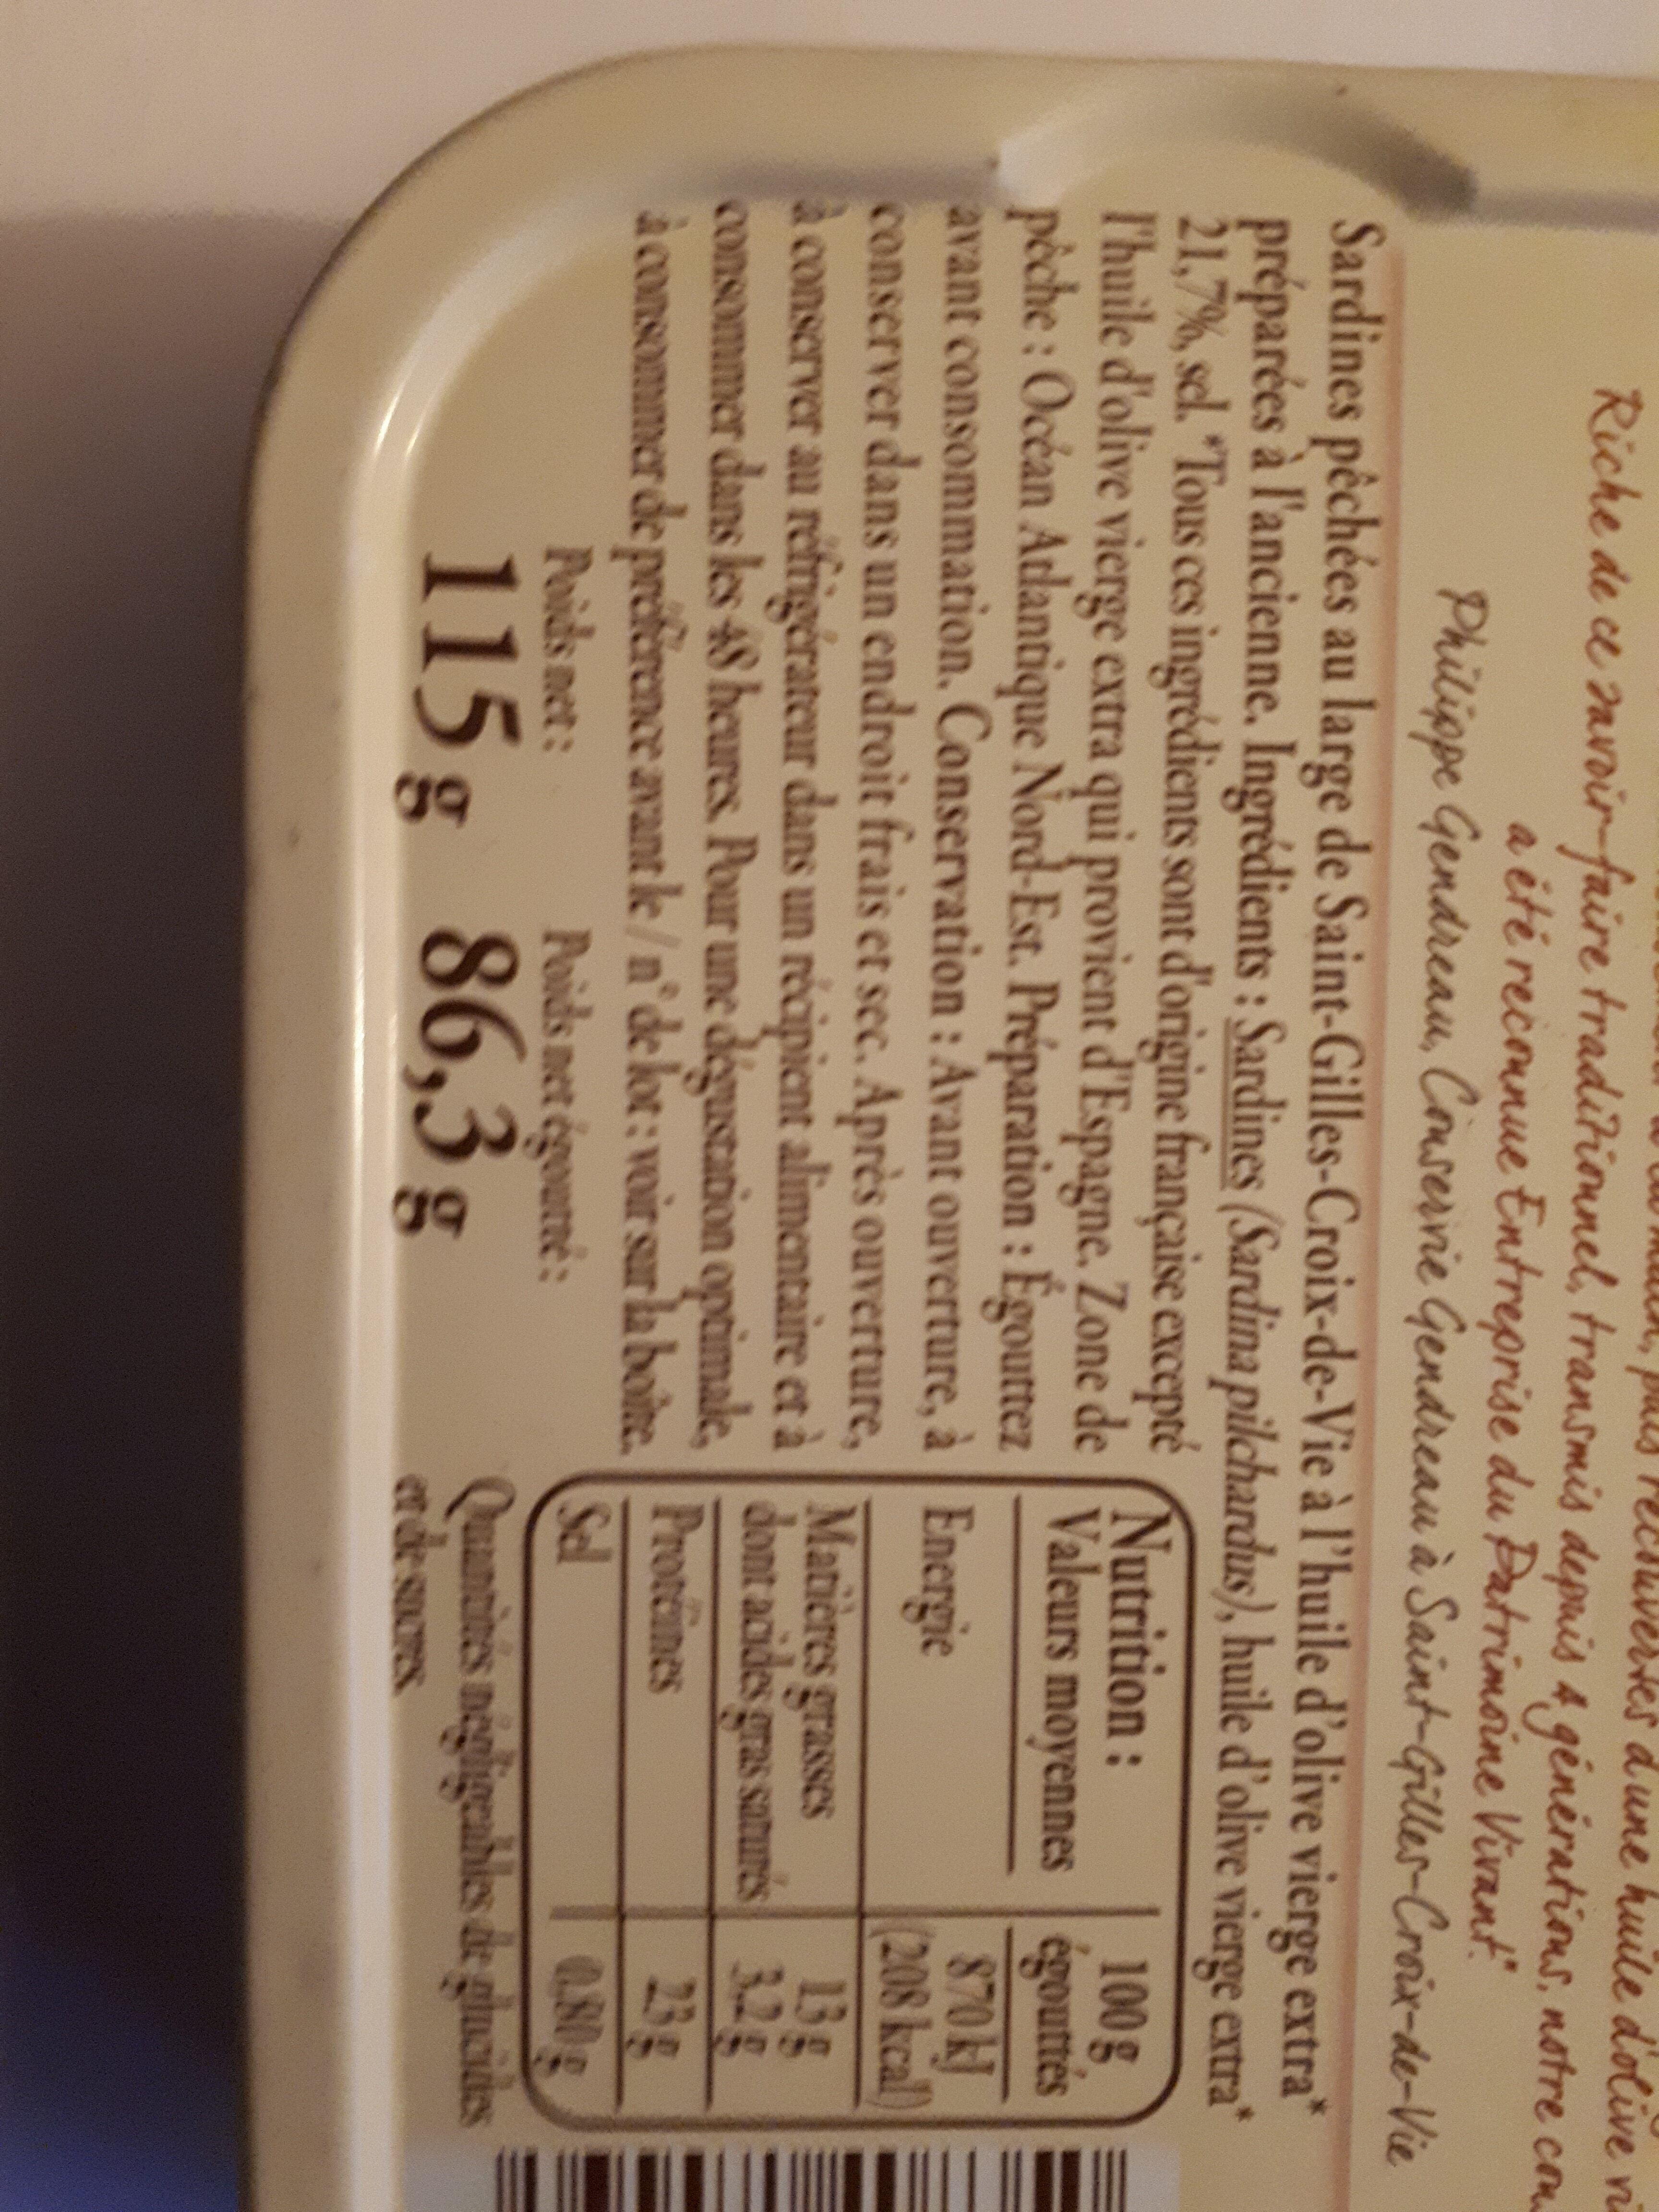 main, puis recouvertes d'une huile d'olive
Riche de ce savoir-faire traditionnel, transmis depuis 4 générations, notre
a été reconnue Entreprise du Patrimoine Vivant."
Philippe Gendreau, Conserverie Gendreau à Saint-Gilles-Croix-de-Vie
Sardines pêchées au large de Saint-Gilles-Croix-de-Vie à l'huile d'olive vierge extra*
préparées à l'ancienne. Ingrédients : Sardines (Sardina pilchardus), huile d'olive vierge extra*
21,7%, sel. *Tous ces ingrédients sont d'origine française excepté
l'huile d'olive vierge extra qui provient d'Espagne. Zone de
pêche : Océan Atlantique Nord-Est. Préparation : Égouttez
avant consommation. Conservation : Avant ouverture, à
conserver dans un endroit frais et sec. Après ouverture,
à conserver au réfrigérateur dans un récipient alimentaire et à
consommer dans les 48 heures. Pour une dégustation optimale,
à consommer de préférence avant le / n° de lot : voir sur la boîte.
Poids net : Poids net égoutté :
115 g 86,3 g
Nutrition : 100 g
Valeurs moyennes égouttés
Energie 870 kJ
(208 kcal)
Matières grasses 13 g
dont acides gras saturés 3,2 g
Protéines 23 g
Sel 0,80 g
Quantités négligeables de glucides
et de sucres.